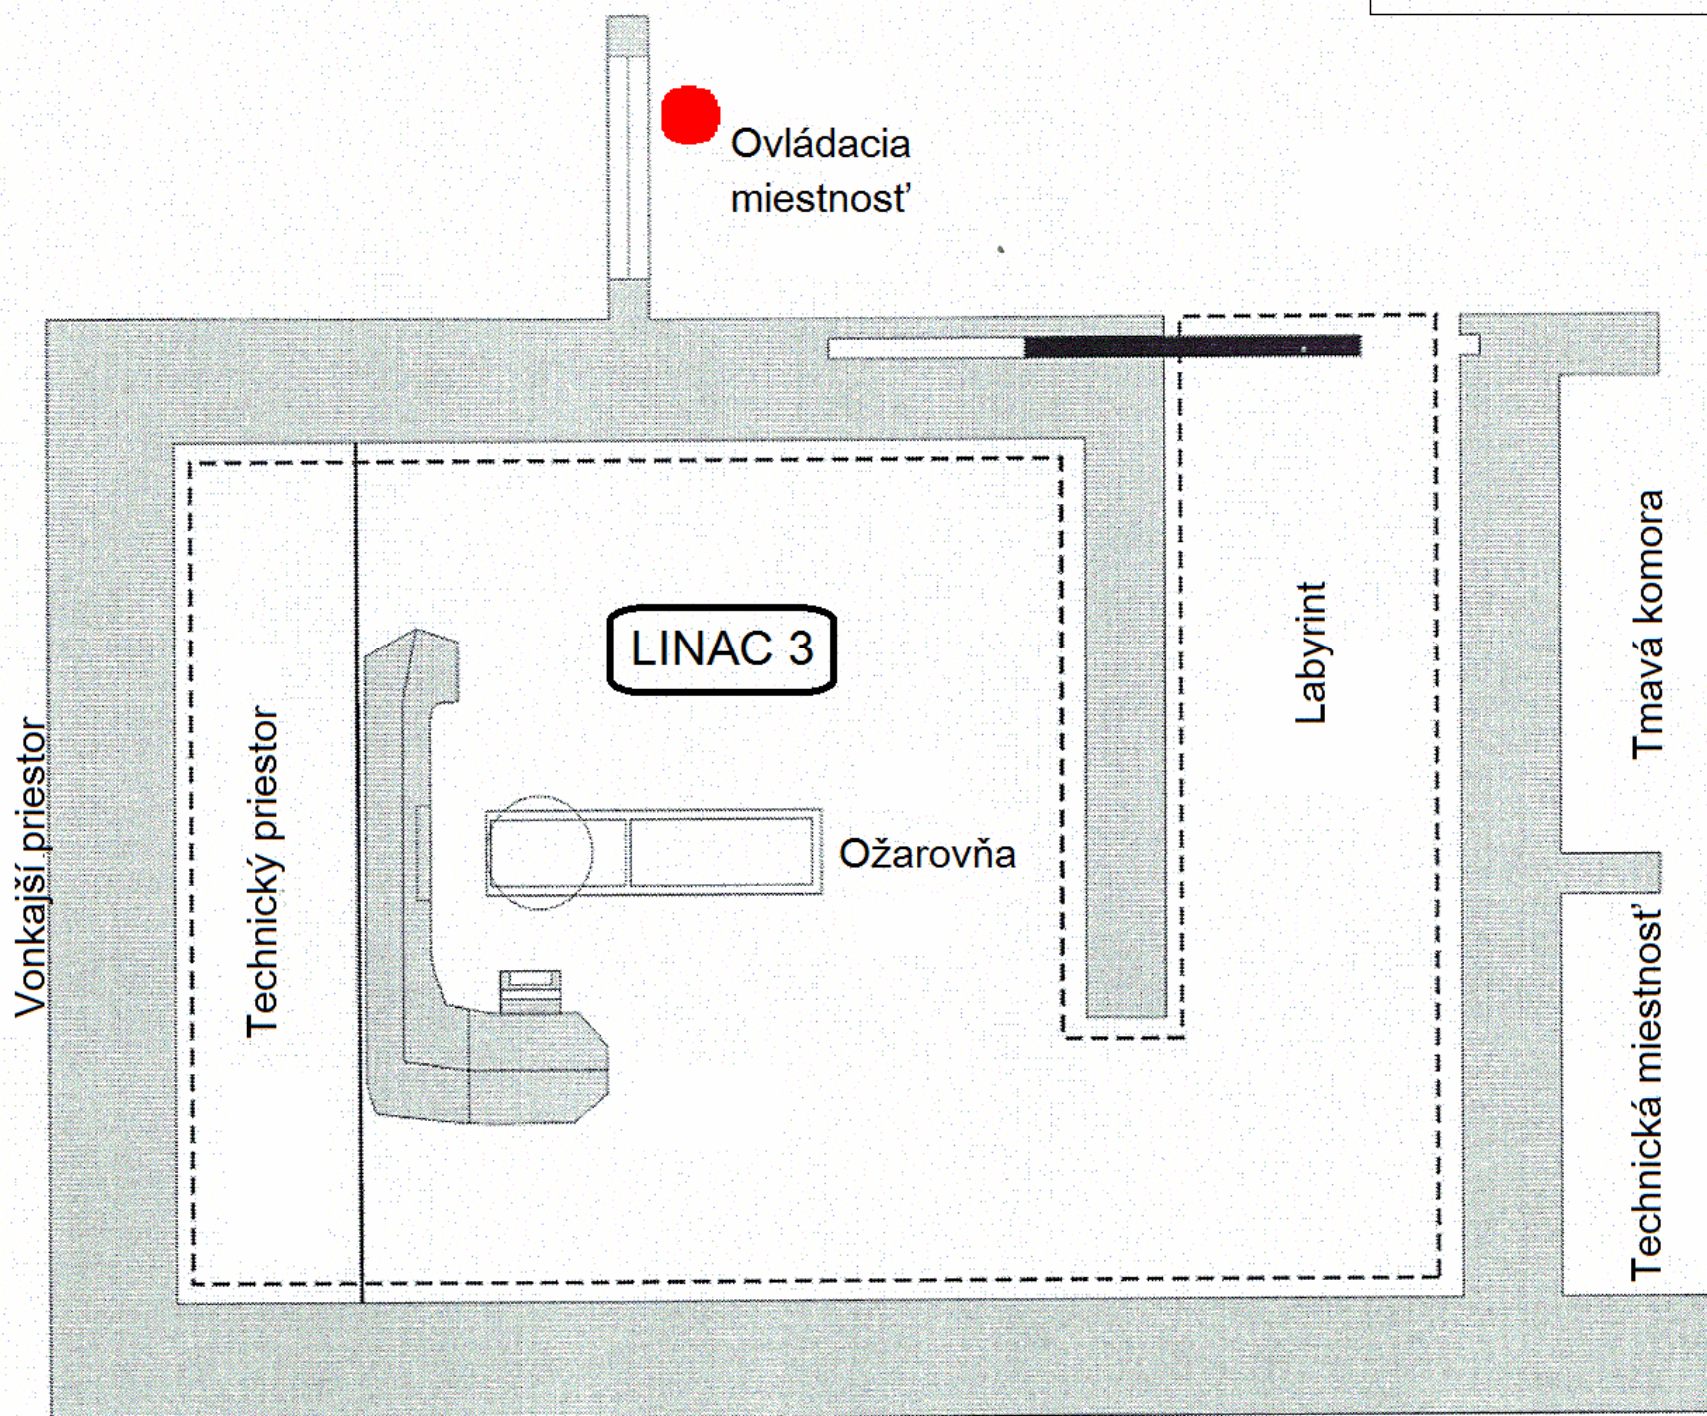 Ovládacia
miestnosť
LINAC 3
Ožarovňa
Vonkajší priestor
Technický priestor
Labyrint
Tmavá komora
Technická miestnosť